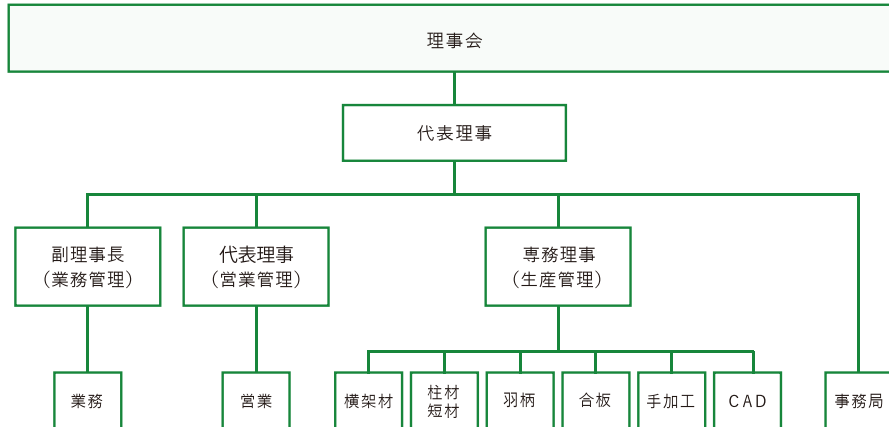 理事会
代表理事
副理事長
（業務管理）
代表理事
（営業管理）
専務理事
（生産管理）
業務
営業
横架材
柱材
短材
羽柄
合板
手加工
CAD
事務局